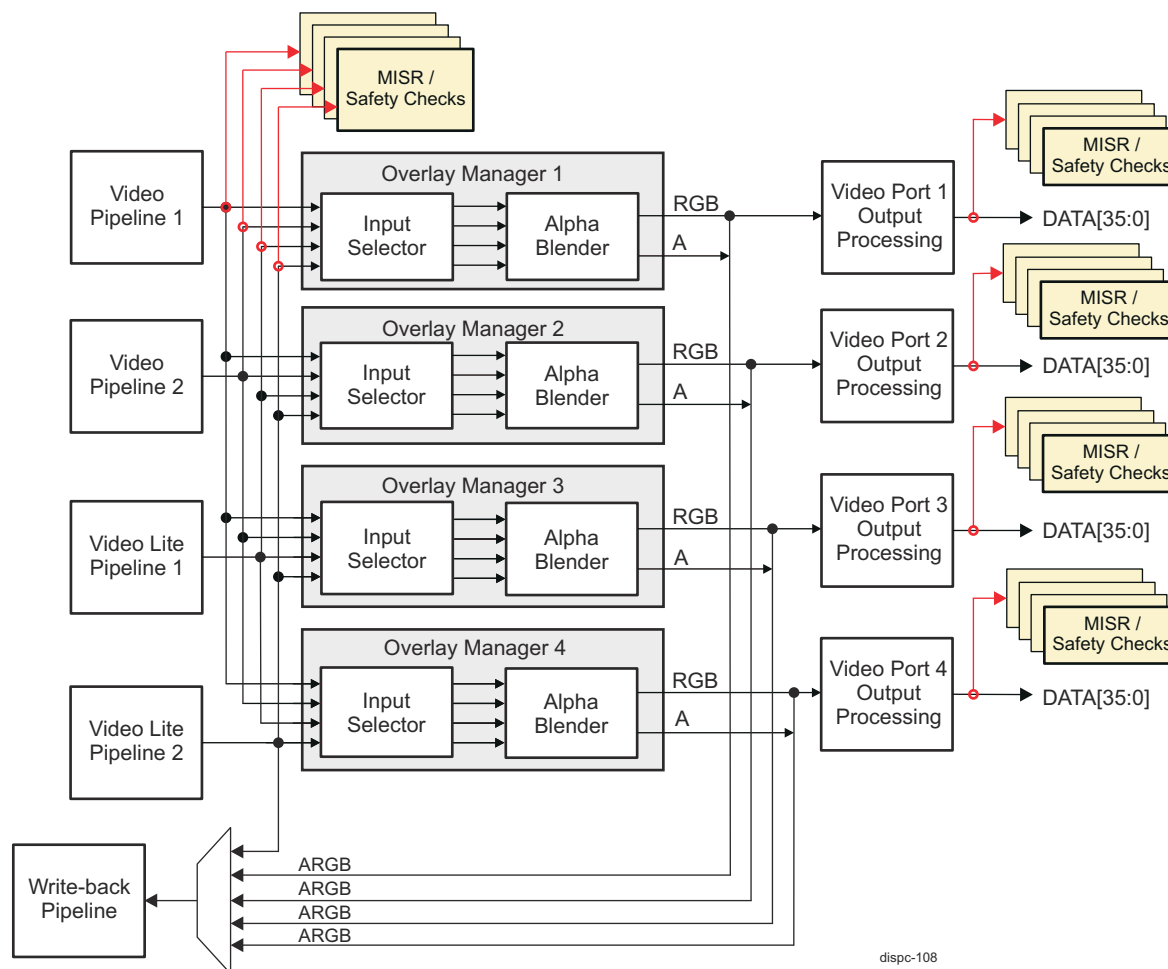 MISR /
Safety Checks
MISR /
Safety Checks
Video
Pipeline 1
Overlay Manager 1
Input
Selector
Alpha
Blender
RGB
A
Video Port 1
Output
Processing
DATA[35:0]
MISR /
Safety Checks
Video
Pipeline 2
Overlay Manager 2
Input
Selector
Alpha
Blender
RGB
A
Video Port 2
Output
Processing
DATA[35:0]
MISR /
Safety Checks
Video Lite
Pipeline 1
Overlay Manager 3
Input
Selector
Alpha
Blender
RGB
A
Video Port 3
Output
Processing
DATA[35:0]
MISR /
Safety Checks
Video Lite
Pipeline 2
Overlay Manager 4
Input
Selector
Alpha
Blender
RGB
A
Video Port 4
Output
Processing
DATA[35:0]
Write-back
Pipeline
ARGB
ARGB
ARGB
ARGB
dispc-108